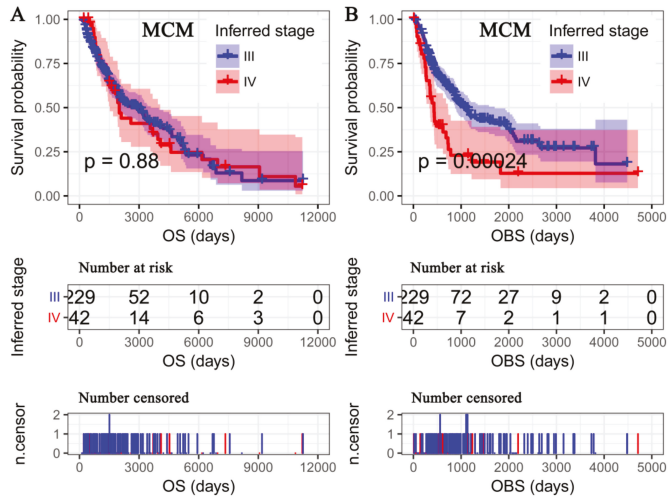 A
MCM
Inferred stage
III
IV
Survival probability
1.00
0.75
0.50
0.25
0.00
p = 0.88
0 3000 6000 9000 12000
OS (days)
Number at risk
Inferred stage
III 229 52 10 2 0
IV 42 14 6 3 0
0 3000 6000 9000 12000
OS (days)
Number censored
n.censor
2
1
0
0 3000 6000 9000 12000
OS (days)
B
MCM
Inferred stage
III
IV
Survival probability
1.00
0.75
0.50
0.25
0.00
p = 0.00024
0 1000 2000 3000 4000 5000
OBS (days)
Number at risk
Inferred stage
III 229 72 27 9 2 0
IV 42 7 2 1 1 0
0 1000 2000 3000 4000 5000
OBS (days)
Number censored
n.censor
2
1
0
0 1000 2000 3000 4000 5000
OBS (days)